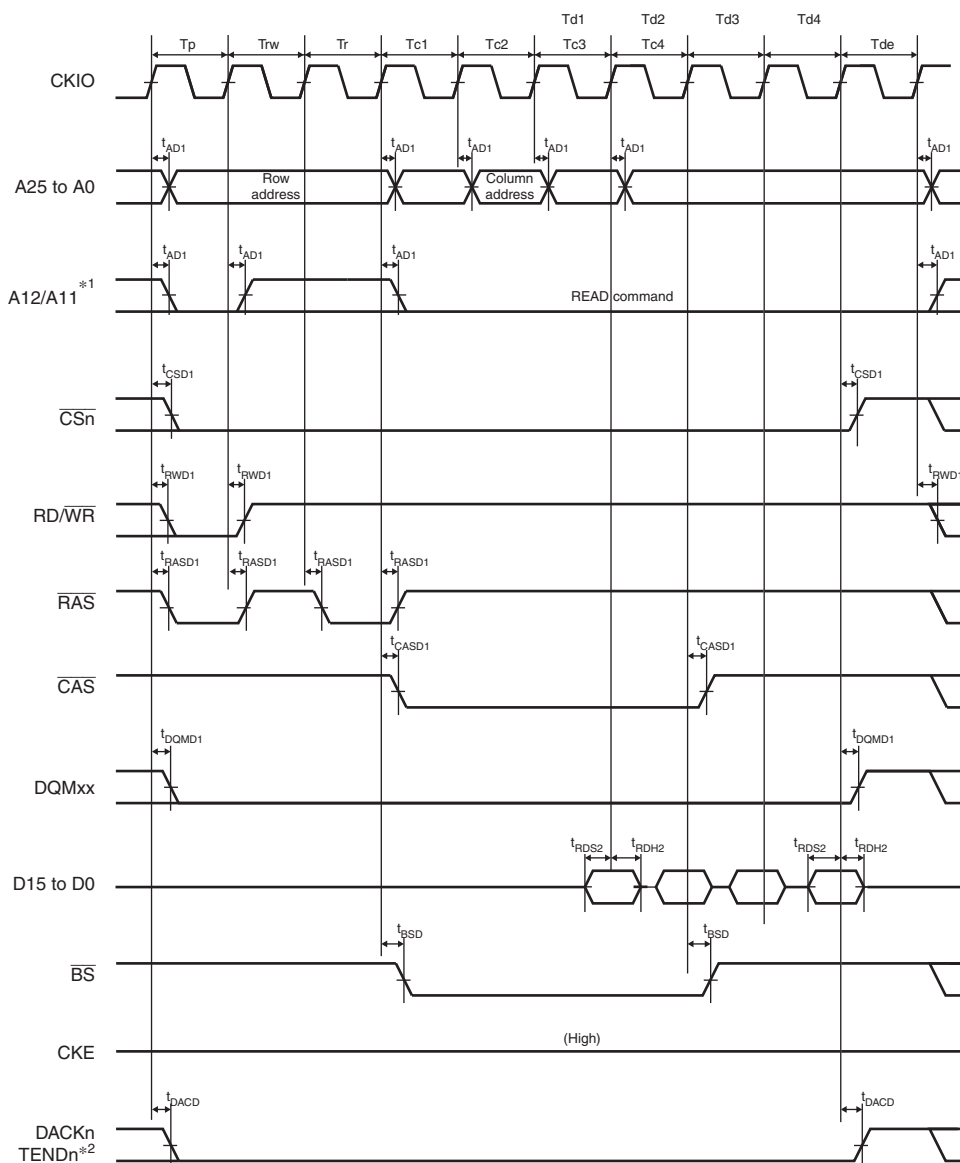 Td1 Td2 Td3 Td4
Tp Trw Tr Tc1 Tc2 Tc3 Tc4 Tde
CKIO
tAD1 tAD1 tAD1 tAD1 tAD1 tAD1
A25 to A0
Row address
Column address
tAD1 tAD1 tAD1 tAD1
A12/A11*1
READ command
tCSD1 tCSD1
CSn
tRWD1 tRWD1 tRWD1
RD/WR
tRASD1 tRASD1 tRASD1 tRASD1
RAS
tCASD1 tCASD1
CAS
tDQMD1 tDQMD1
DQMxx
tRDS2 tRDH2 tRDS2 tRDH2
D15 to D0
tBSD tBSD
BS
(High)
CKE
tDACD tDACD
DACKn
TENDn*2